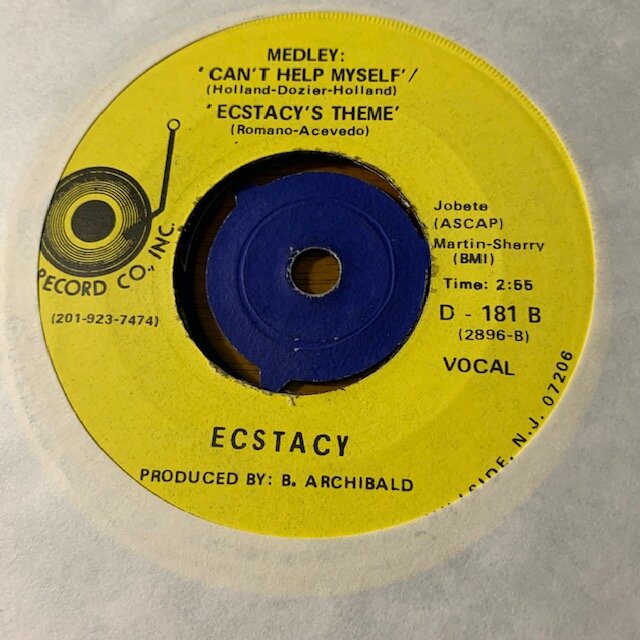 MEDLEY:
'CAN'T HELP MYSELF'/
(Holland-Dozier-Holland)
'ECSTACY'S THEME'
(Romano-Acevedo)
RECORD CO., INC.
(201-923-7474)
Jobete
(ASCAP)
Martin-Sherry
(BMI)
Time: 2:55
D - 181 B
(2896-B)
VOCAL
ECSTACY
PRODUCED BY: B. ARCHIBALD
N.J. 07206